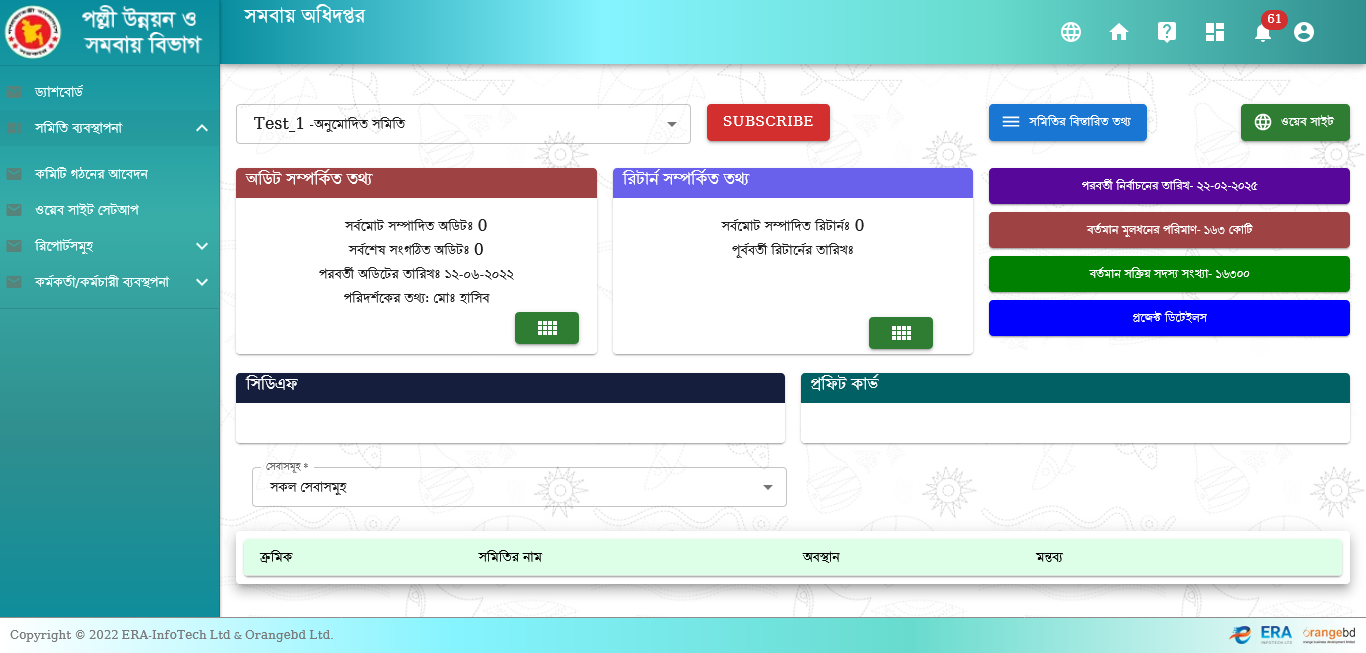 পল্লী উন্নয়ন ও
সমবায় বিভাগ
সমবায় অধিদপ্তর
61
ড্যাশবোর্ড
সমিতি ব্যবস্থাপনা
কমিটি গঠনের আবেদন
ওয়েব সাইট সেটআপ
রিপোর্টসমুহ
কর্মকর্তা/কর্মচারী ব্যবস্থপনা
Test_1 -অনুমোদিত সমিতি
SUBSCRIBE
সমিতির বিস্তারিত তথ্য
ওয়েব সাইট
অডিট সম্পর্কিত তথ্য
সর্বমোট সম্পাদিত অডিটঃ 0
সর্বশেষ সংগঠিত অডিটঃ 0
পরবর্তী অডিটের তারিখঃ ১২-০৬-২০২২
পরিদর্শকের তথ্য: মোঃ হাসিব
রিটার্ন সম্পর্কিত তথ্য
সর্বমোট সম্পাদিত রিটার্নঃ 0
পূর্ববর্তী রিটার্নের তারিখঃ
পরবর্তী নির্বাচনের তারিখ- ২২-০২-২০২৫
বর্তমান মুলধনের পরিমাণ- ১৬৩ কোটি
বর্তমান সক্রিয় সদস্য সংখ্যা- ১৬৩০০
প্রজেক্ট ডিটেইলস
সিডিএফ
প্রফিট কার্ভ
সেবাসমূহ *
সকল সেবাসমুহ
ক্রমিক সমিতির নাম অবস্থান মন্তব্য
Copyright © 2022 ERA-InfoTech Ltd & Orangebd Ltd.
ERA
orangebd